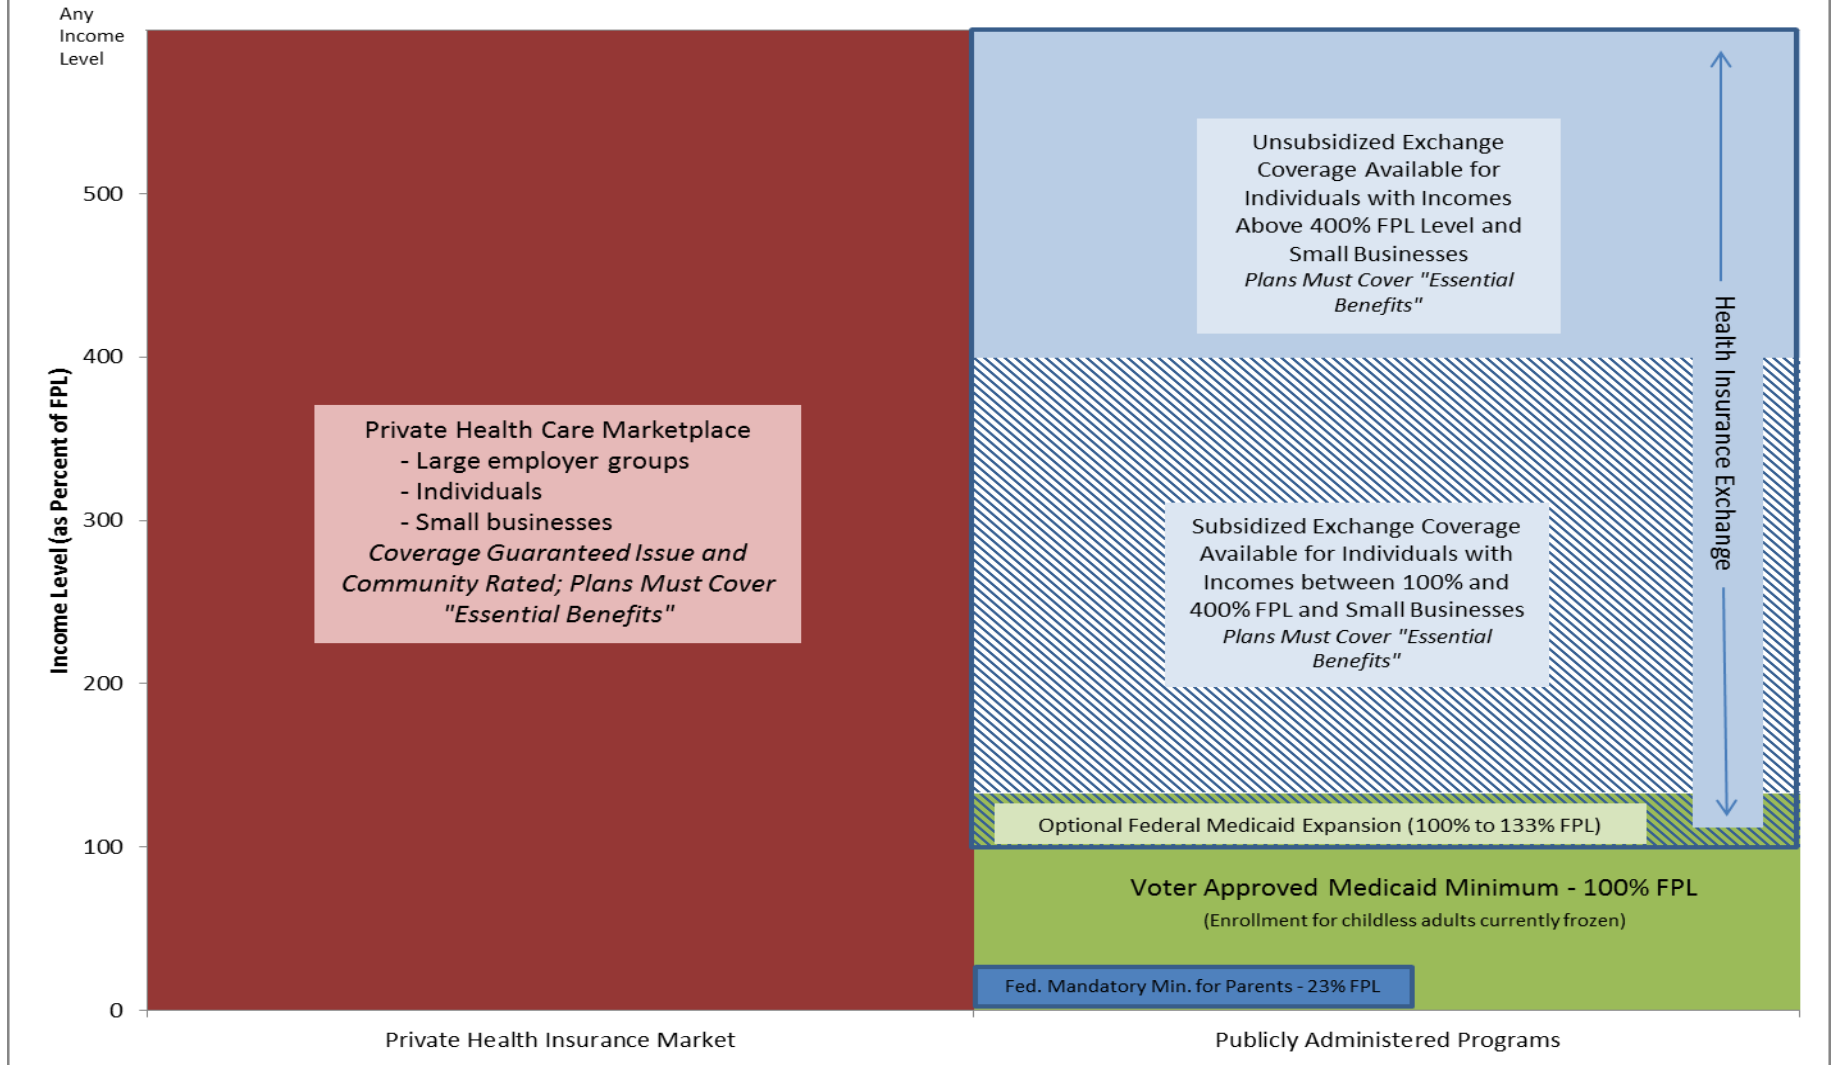 Any
Income
Level
500
400
300
200
100
0
Income Level (as Percent of FPL)
Private Health Care Marketplace
- Large employer groups
- Individuals
- Small businesses
Coverage Guaranteed Issue and
Community Rated; Plans Must Cover
"Essential Benefits"
Unsubsidized Exchange
Coverage Available for
Individuals with Incomes
Above 400% FPL Level and
Small Businesses
Plans Must Cover "Essential
Benefits"
Health Insurance Exchange
Subsidized Exchange Coverage
Available for Individuals with
Incomes between 100% and
400% FPL and Small Businesses
Plans Must Cover "Essential
Benefits"
Optional Federal Medicaid Expansion (100% to 133% FPL)
Voter Approved Medicaid Minimum - 100% FPL
(Enrollment for childless adults currently frozen)
Fed. Mandatory Min. for Parents - 23% FPL
Private Health Insurance Market
Publicly Administered Programs